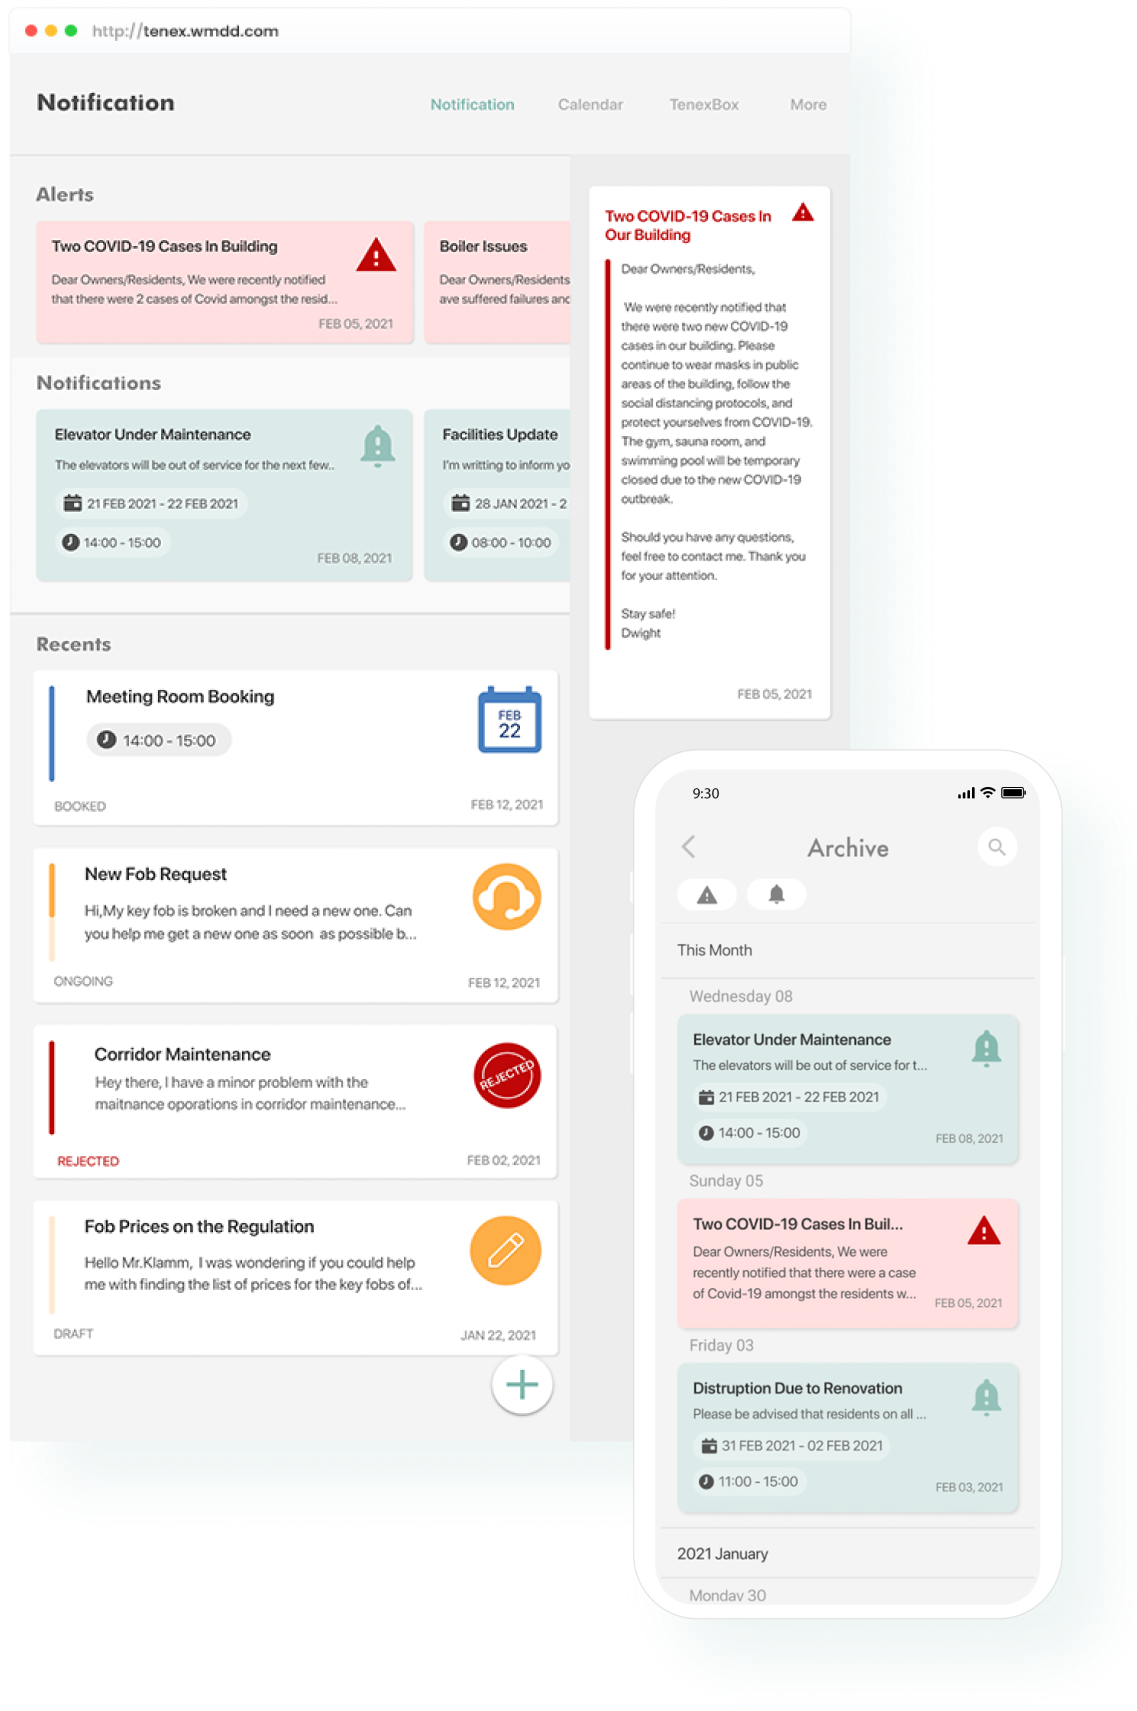 http://tenex.wmdd.com
Notification
Notification Calendar TenexBox More
Alerts
Two COVID-19 Cases In Building
Dear Owners/Residents, We were recently notified
that there were 2 cases of Covid amongst the resid...
FEB 05, 2021
Boiler Issues
Dear Owners/Residents
ave suffered failures and
Notifications
Elevator Under Maintenance
The elevators will be out of service for the next few..
21 FEB 2021 - 22 FEB 2021
14:00 - 15:00
FEB 08, 2021
Facilities Update
I'm writting to inform yo
28 JAN 2021 - 2
08:00 - 10:00
Two COVID-19 Cases In
Our Building
Dear Owners/Residents,
We were recently notified that
there were two new COVID-19
cases in our building. Please
continue to wear masks in public
areas of the building, follow the
social distancing protocols, and
protect yourselves from COVID-19.
The gym, sauna room, and
swimming pool will be temporary
closed due to the new COVID-19
outbreak.
Should you have any questions,
feel free to contact me. Thank you
for your attention.
Stay safe!
Dwight
FEB 05, 2021
Recents
Meeting Room Booking
14:00 - 15:00
FEB
22
BOOKED
FEB 12, 2021
New Fob Request
Hi,My key fob is broken and I need a new one. Can
you help me get a new one as soon as possible b...
ONGOING
FEB 12, 2021
Corridor Maintenance
Hey there, I have a minor problem with the
maitnance oporations in corridor maintenance...
REJECTED
REJECTED
FEB 02, 2021
Fob Prices on the Regulation
Hello Mr.Klamm, I was wondering if you could help
me with finding the list of prices for the key fobs of...
DRAFT
JAN 22, 2021
9:30
Archive
This Month
Wednesday 08
Elevator Under Maintenance
The elevators will be out of service for t...
21 FEB 2021 - 22 FEB 2021
14:00 - 15:00
FEB 08, 2021
Sunday 05
Two COVID-19 Cases In Buil...
Dear Owners/Residents, We were
recently notified that there were a case
of Covid-19 amongst the residents w...
FEB 05, 2021
Friday 03
Distruption Due to Renovation
Please be advised that residents on all ...
31 FEB 2021 - 02 FEB 2021
11:00 - 15:00
FEB 03, 2021
2021 January
Monday 30